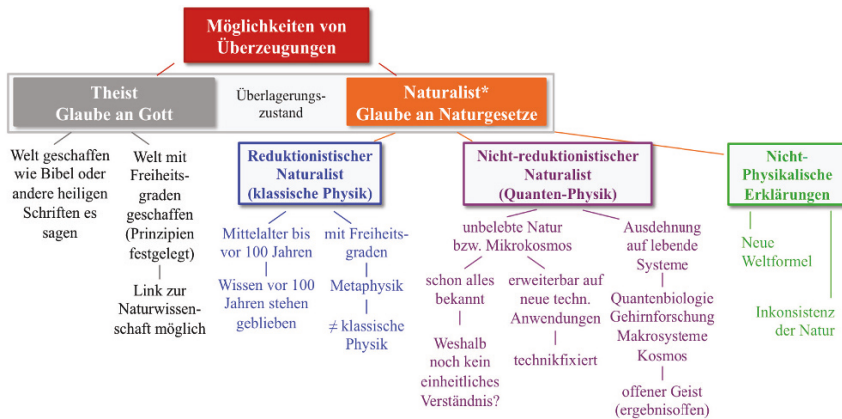 Möglichkeiten von
Überzeugungen
Theist
Glaube an Gott
Überlagerungs-
zustand
Naturalist*
Glaube an Naturgesetze
Welt geschaffen
wie Bibel oder
andere heiligen
Schriften es
sagen
Welt mit
Freiheits-
graden
geschaffen
(Prinzipien
festgelegt)
Link zur
Naturwissen-
schaft möglich
Reduktionistischer
Naturalist
(klassische Physik)
Mittelalter bis
vor 100 Jahren
Wissen vor 100
Jahren stehen
geblieben
mit Freiheits-
graden
Metaphysik
≠ klassische
Physik
Nicht-reduktionistischer
Naturalist
(Quanten-Physik)
unbelebte Natur
bzw. Mikrokosmos
schon alles
bekannt
Weshalb
noch kein
einheitliches
Verständnis?
erweiterbar auf
neue techn.
Anwendungen
technikfixiert
Ausdehnung
auf lebende
Systeme
Quantenbiologie
Gehirnforschung
Makrosysteme
Kosmos
offener Geist
(ergebnisoffen)
Nicht-
Physikalische
Erklärungen
Neue
Weltformel
Inkonsistenz
der Natur